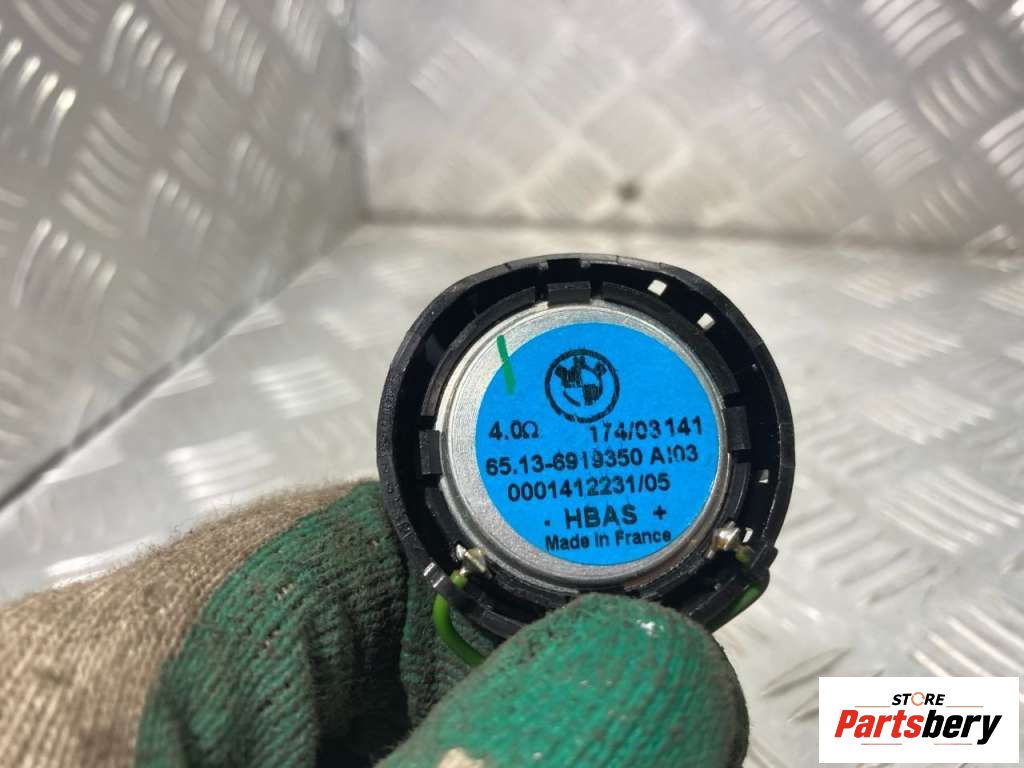 4.0Ω 174/03141
65.13-6919350 AI03
0001412231/05
- HBAS +
Made in France
STORE
Partsbery